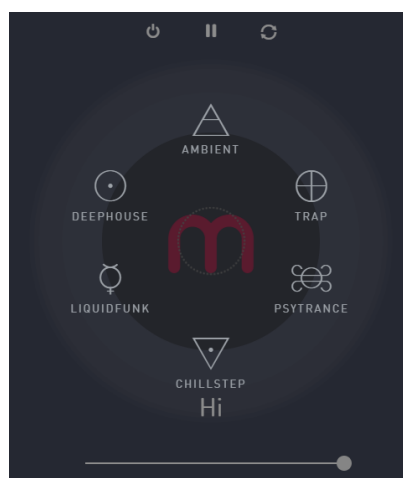 AMBIENT
DEEPHOUSE
TRAP
m
LIQUIDFUNK
PSYTRANCE
CHILLSTEP
Hi